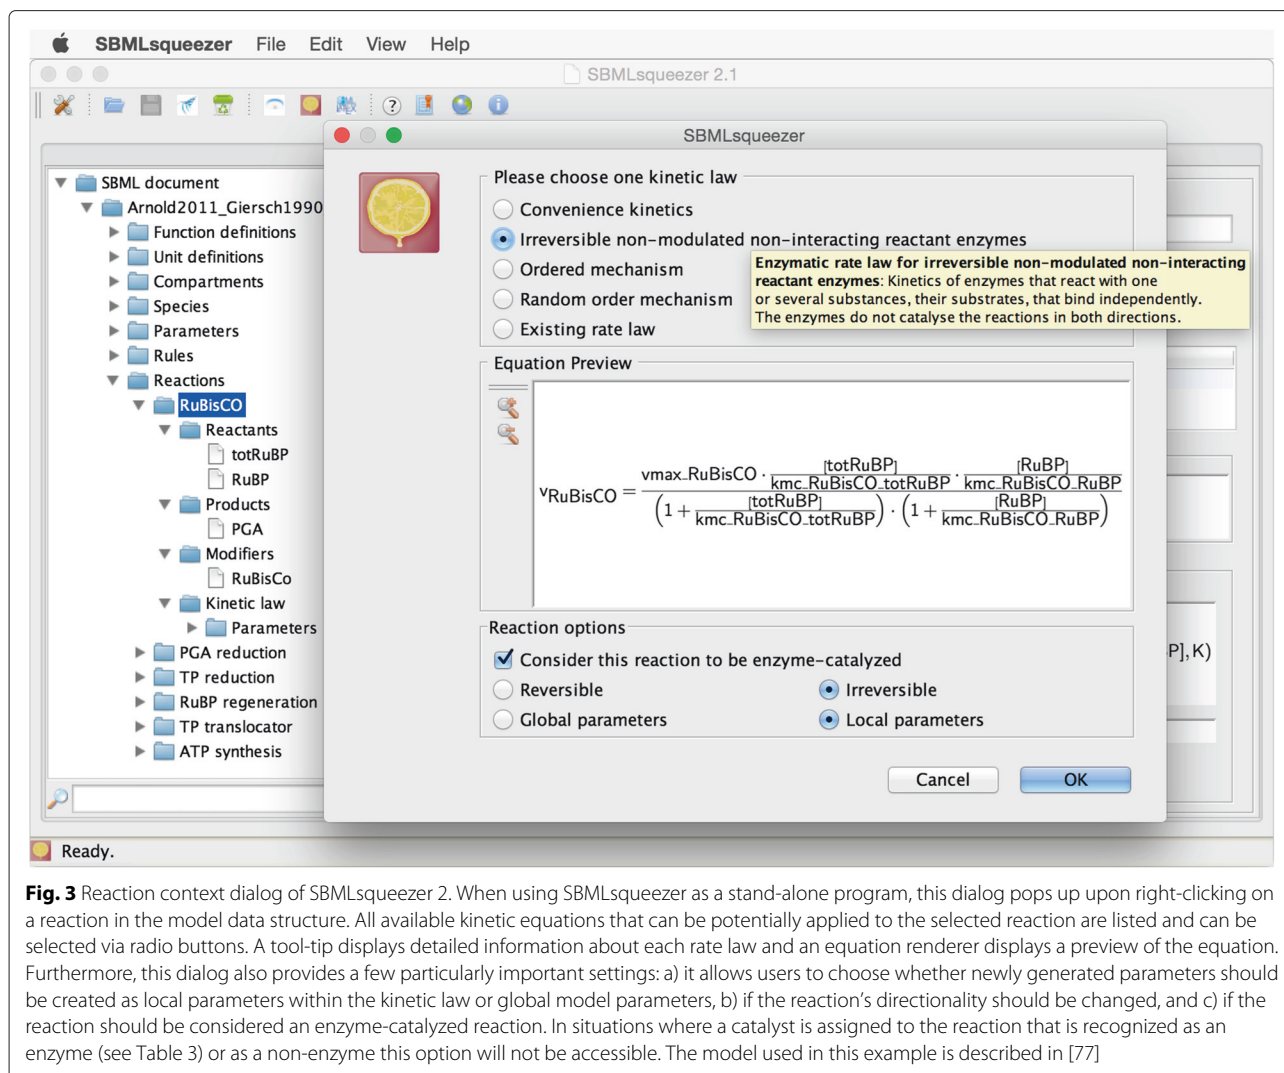 SBMLsqueezer File Edit View Help
SBMLsqueezer 2.1
SBMLsqueezer
SBML document
Arnold2011_Giersch1990
Function definitions
Unit definitions
Compartments
Species
Parameters
Rules
Reactions
RuBisCO
Reactants
totRuBP
RuBP
Products
PGA
Modifiers
RuBisCo
Kinetic law
Parameters
PGA reduction
TP reduction
RuBP regeneration
TP translocator
ATP synthesis
Please choose one kinetic law
Convenience kinetics
Irreversible non-modulated non-interacting reactant enzymes
Ordered mechanism
Random order mechanism
Existing rate law
Enzymatic rate law for irreversible non-modulated non-interacting
reactant enzymes: Kinetics of enzymes that react with one
or several substances, their substrates, that bind independently.
The enzymes do not catalyse the reactions in both directions.
Equation Preview
[totRuBP] [RuBP]
vmax_RuBisCO · kmc_RuBisCO_totRuBP · kmc_RuBisCO_RuBP
vRuBisCO =
(1 + [totRuBP] / kmc_RuBisCO_totRuBP) · (1 + [RuBP] / kmc_RuBisCO_RuBP)
Reaction options
Consider this reaction to be enzyme-catalyzed
Reversible Irreversible
Global parameters Local parameters
Cancel OK
P],K)
Ready.
Fig. 3 Reaction context dialog of SBMLsqueezer 2. When using SBMLsqueezer as a stand-alone program, this dialog pops up upon right-clicking on
a reaction in the model data structure. All available kinetic equations that can be potentially applied to the selected reaction are listed and can be
selected via radio buttons. A tool-tip displays detailed information about each rate law and an equation renderer displays a preview of the equation.
Furthermore, this dialog also provides a few particularly important settings: a) it allows users to choose whether newly generated parameters should
be created as local parameters within the kinetic law or global model parameters, b) if the reaction's directionality should be changed, and c) if the
reaction should be considered an enzyme-catalyzed reaction. In situations where a catalyst is assigned to the reaction that is recognized as an
enzyme (see Table 3) or as a non-enzyme this option will not be accessible. The model used in this example is described in [77]